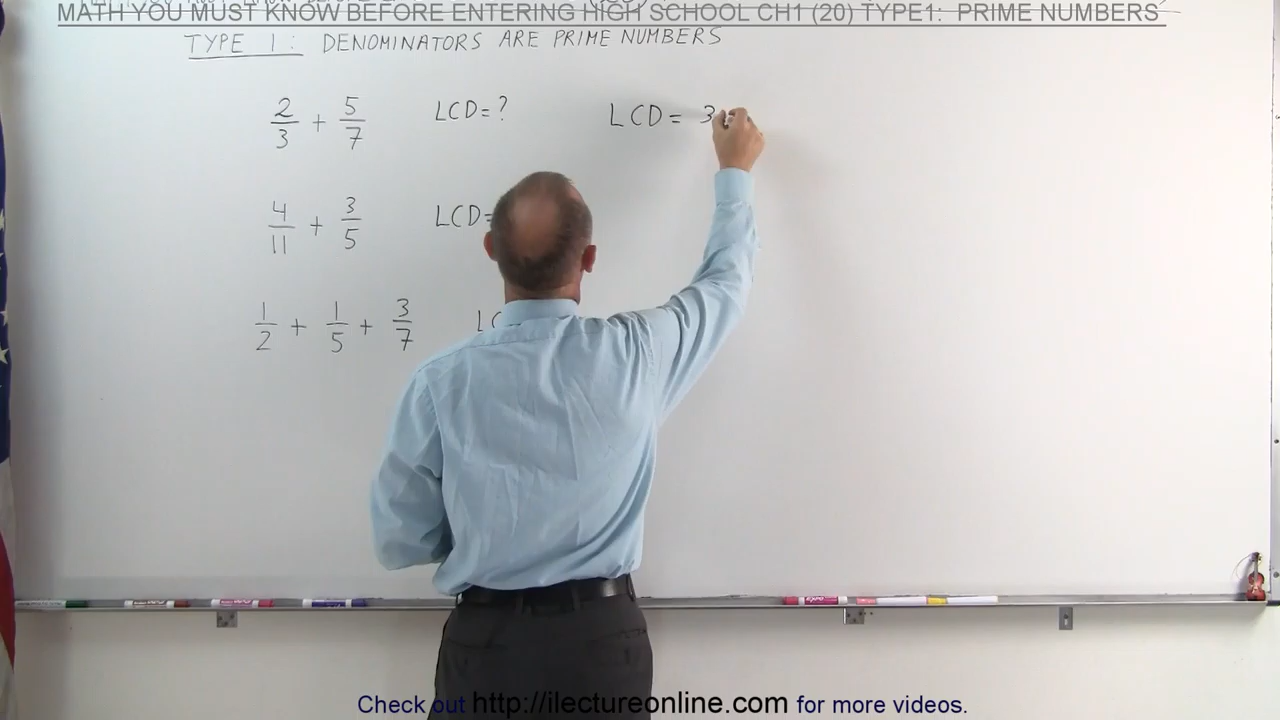 MATH YOU MUST KNOW BEFORE ENTERING HIGH SCHOOL CH1 (20) TYPE1: PRIME NUMBERS
TYPE 1: DENOMINATORS ARE PRIME NUMBERS
2/3 + 5/7 LCD=? LCD= 3
4/11 + 3/5 LCD=
1/2 + 1/5 + 3/7
Check out http://ilectureonline.com for more videos.